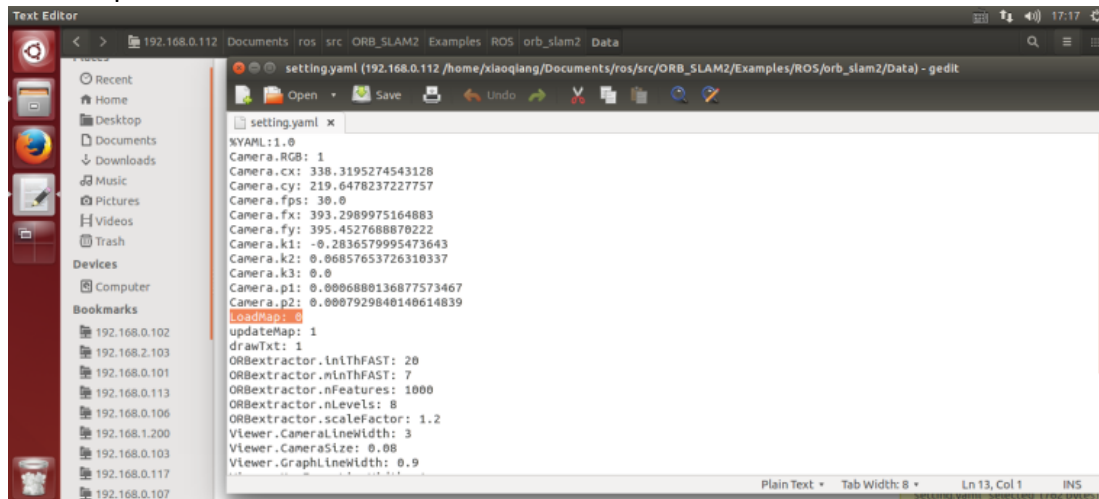 Text Editor
17:17
192.168.0.112 Documents ros src ORB_SLAM2 Examples ROS orb_slam2 Data
Recent
Home
Desktop
Documents
Downloads
Music
Pictures
Videos
Trash
Devices
Computer
Bookmarks
192.168.0.102
192.168.2.103
192.168.0.101
192.168.0.113
192.168.0.106
192.168.1.200
192.168.0.103
192.168.0.117
192.168.0.107
setting.yaml (192.168.0.112 /home/xiaoqiang/Documents/ros/src/ORB_SLAM2/Examples/ROS/orb_slam2/Data) - gedit
Open Save Undo
setting.yaml
%YAML:1.0
Camera.RGB: 1
Camera.cx: 338.3195274543128
Camera.cy: 219.6478237227757
Camera.fps: 30.0
Camera.fx: 393.2989975164883
Camera.fy: 395.4527688870222
Camera.k1: -0.2836579995473643
Camera.k2: 0.06857653726310337
Camera.k3: 0.0
Camera.p1: 0.0006880136877573467
Camera.p2: 0.0007929840140614839
LoadMap: 0
updateMap: 1
drawTxt: 1
ORBextractor.iniThFAST: 20
ORBextractor.minThFAST: 7
ORBextractor.nFeatures: 1000
ORBextractor.nLevels: 8
ORBextractor.scaleFactor: 1.2
Viewer.CameraLineWidth: 3
Viewer.CameraSize: 0.08
Viewer.GraphLineWidth: 0.9
Plain Text Tab Width: 8 Ln 13, Col 1 INS